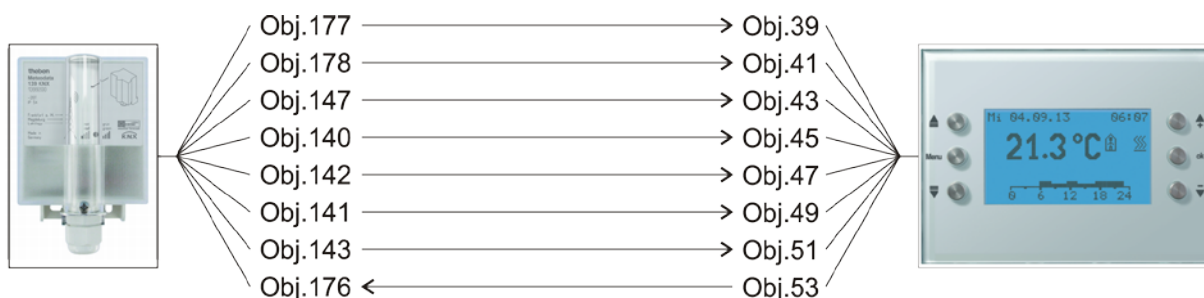 Obj.177 Obj.39
Obj.178 Obj.41
Obj.147 Obj.43
Obj.140 Obj.45
Obj.142 Obj.47
Obj.141 Obj.49
Obj.143 Obj.51
Obj.176 Obj.53
theben
Mi 04.09.13 06:07
21.3 °C
0 6 12 18 24
Menu
ok